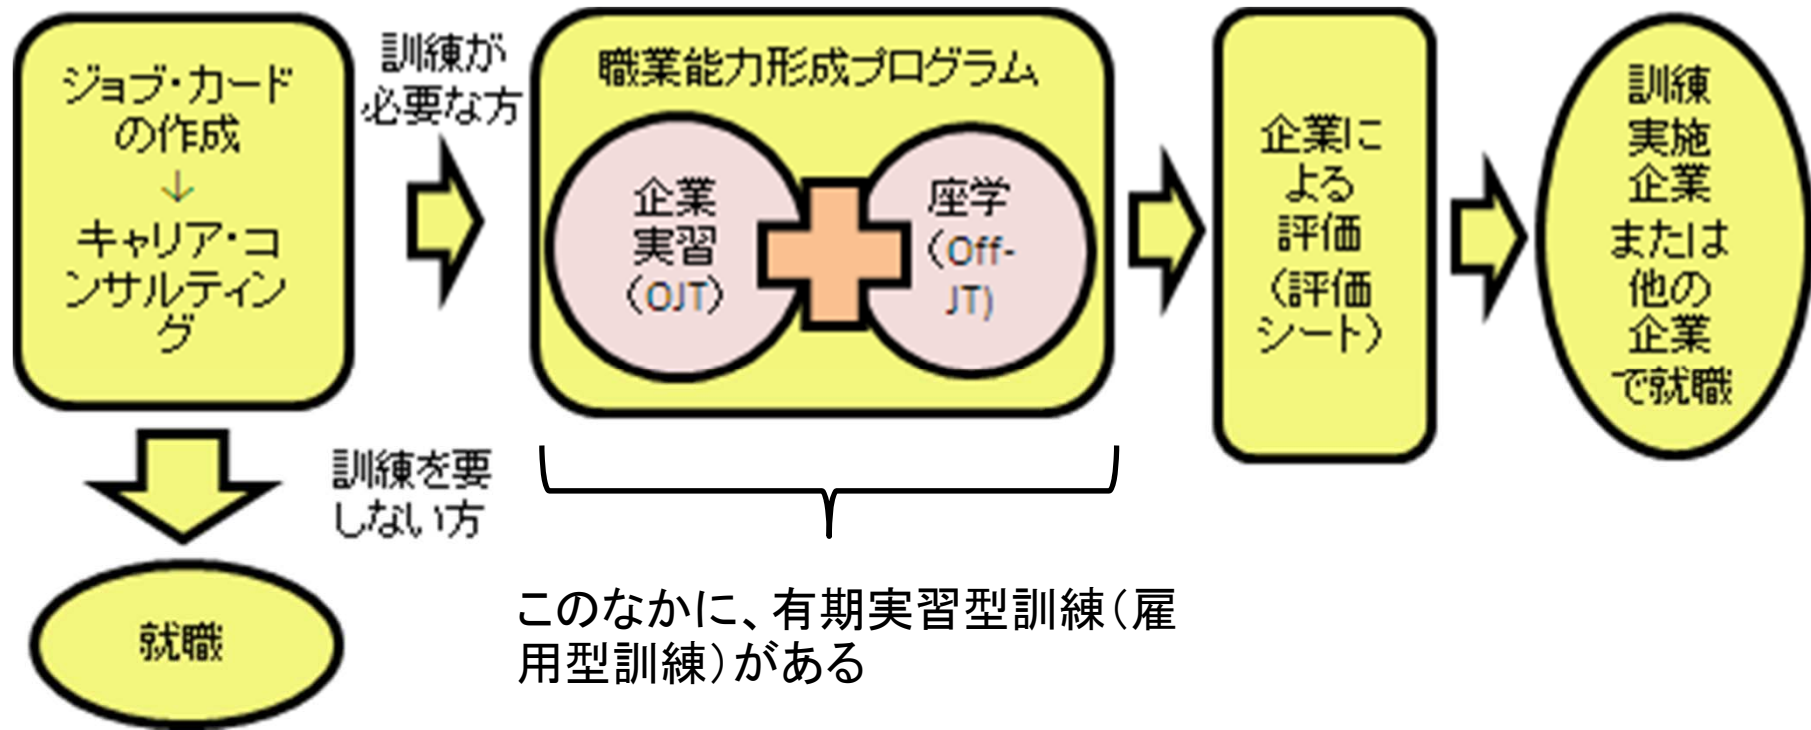 ジョブ・カード
の作成
↓
キャリア・コ
ンサルティン
グ
訓練が
必要な方
職業能力形成プログラム
企業
実習
（OJT）
座学
（Off-
JT)
企業に
よる
評価
（評価
シート）
訓練
実施
企業
または
他の
企業
で就職
訓練を要
しない方
就職
このなかに、有期実習型訓練（雇
用型訓練）がある